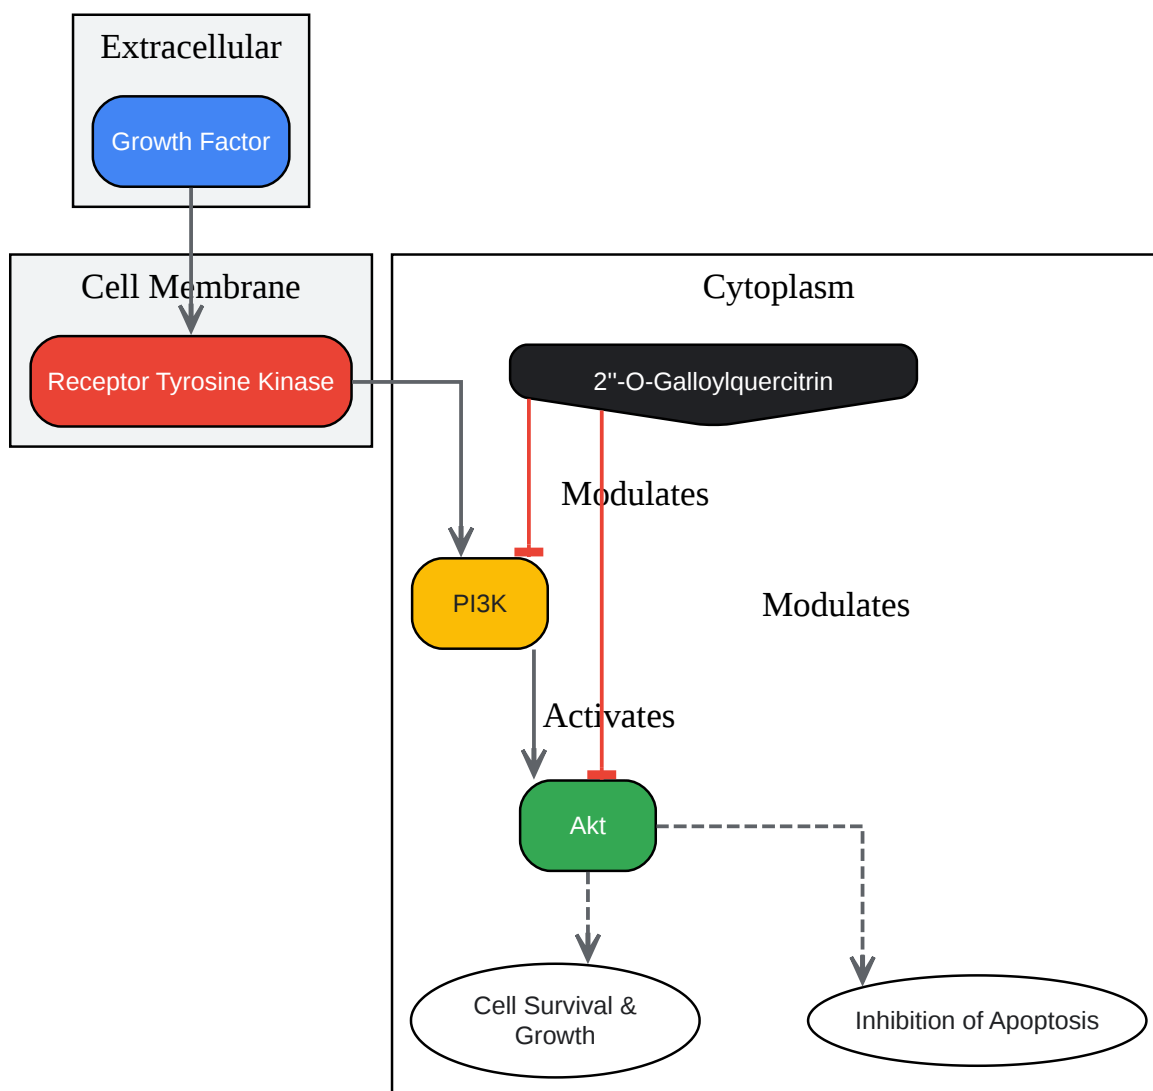 Extracellular
Growth Factor
Cell Membrane
Cytoplasm
Receptor Tyrosine Kinase
2''-O-Galloylquercitrin
Modulates
PI3K
Modulates
Activates
Akt
Cell Survival &
Growth
Inhibition of Apoptosis